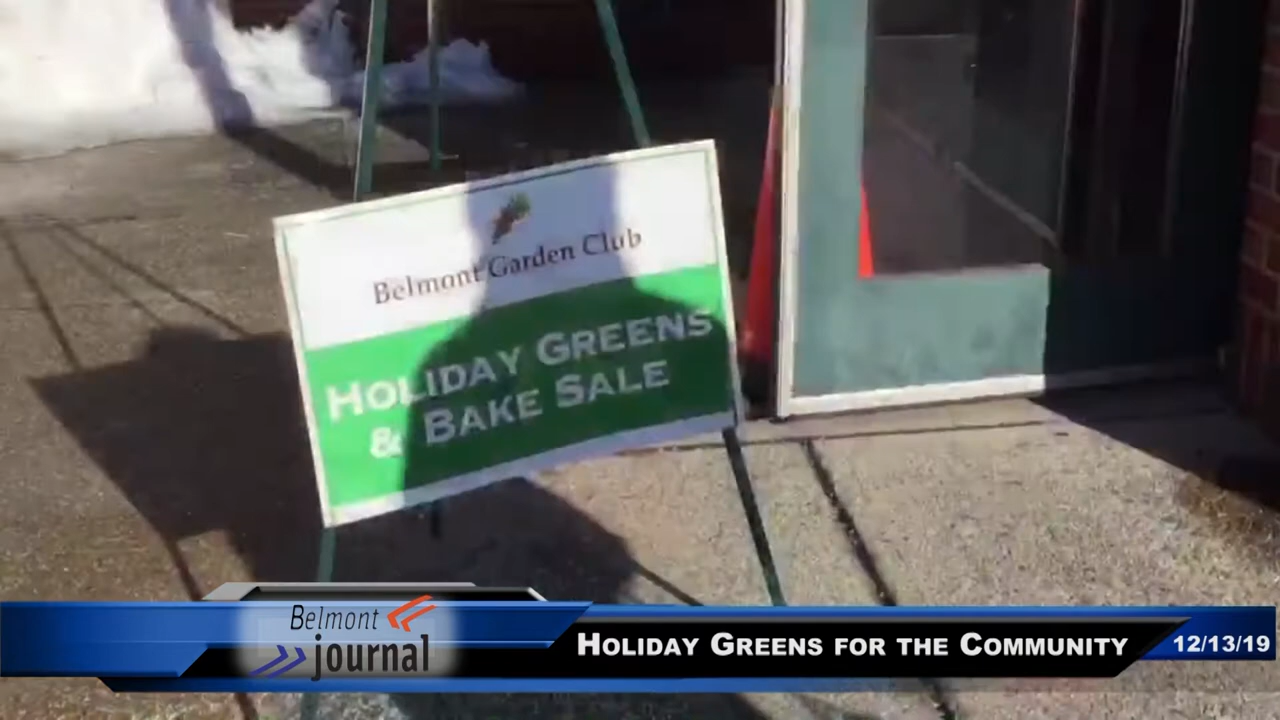 Belmont Garden Club
HOLIDAY GREENS
& BAKE SALE
Belmont
journal
HOLIDAY GREENS FOR THE COMMUNITY
12/13/19